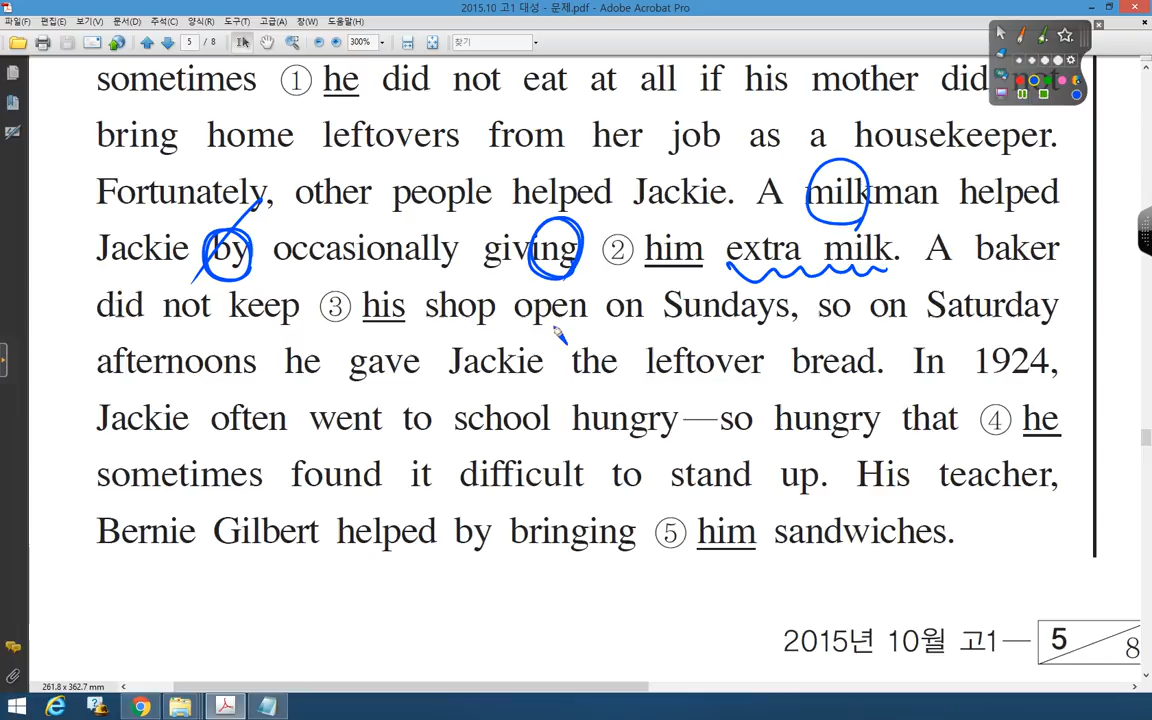 2015.10 고1 대성 - 문제.pdf - Adobe Acrobat Pro
파일(F) 편집(E) 보기(V) 문서(D) 주석(C) 양식(R) 도구(T) 고급(A) 창(W) 도움말(H)
5 / 8 300% 찾기
sometimes ① he did not eat at all if his mother did not
bring home leftovers from her job as a housekeeper.
Fortunately, other people helped Jackie. A milkman helped
Jackie by occasionally giving ② him extra milk. A baker
did not keep ③ his shop open on Sundays, so on Saturday
afternoons he gave Jackie the leftover bread. In 1924,
Jackie often went to school hungry—so hungry that ④ he
sometimes found it difficult to stand up. His teacher,
Bernie Gilbert helped by bringing ⑤ him sandwiches.
2015년 10월 고1— 5 8
261.8 x 362.7 mm